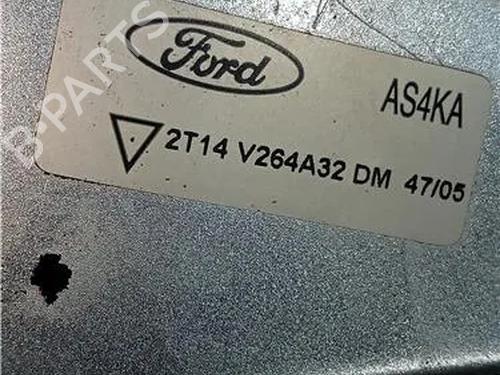 B-PARTS
Ford
AS4KA
2T14 V264A32 DM 47/05